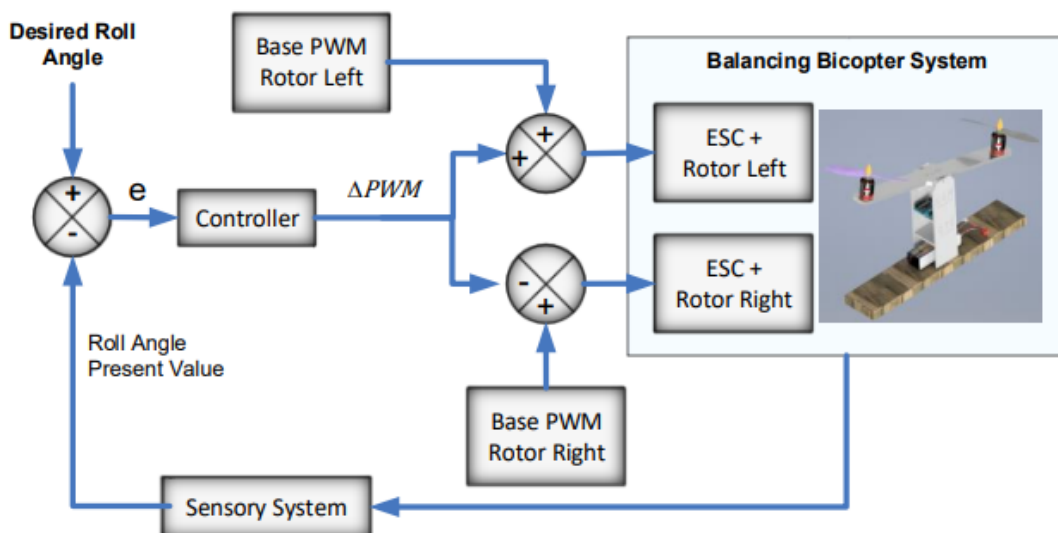 Desired Roll
Angle
Base PWM
Rotor Left
Balancing Bicopter System
+
+
ESC +
Rotor Left
+
-
e
Controller
ΔPWM
ESC +
Rotor Right
-
+
Roll Angle
Present Value
Base PWM
Rotor Right
Sensory System